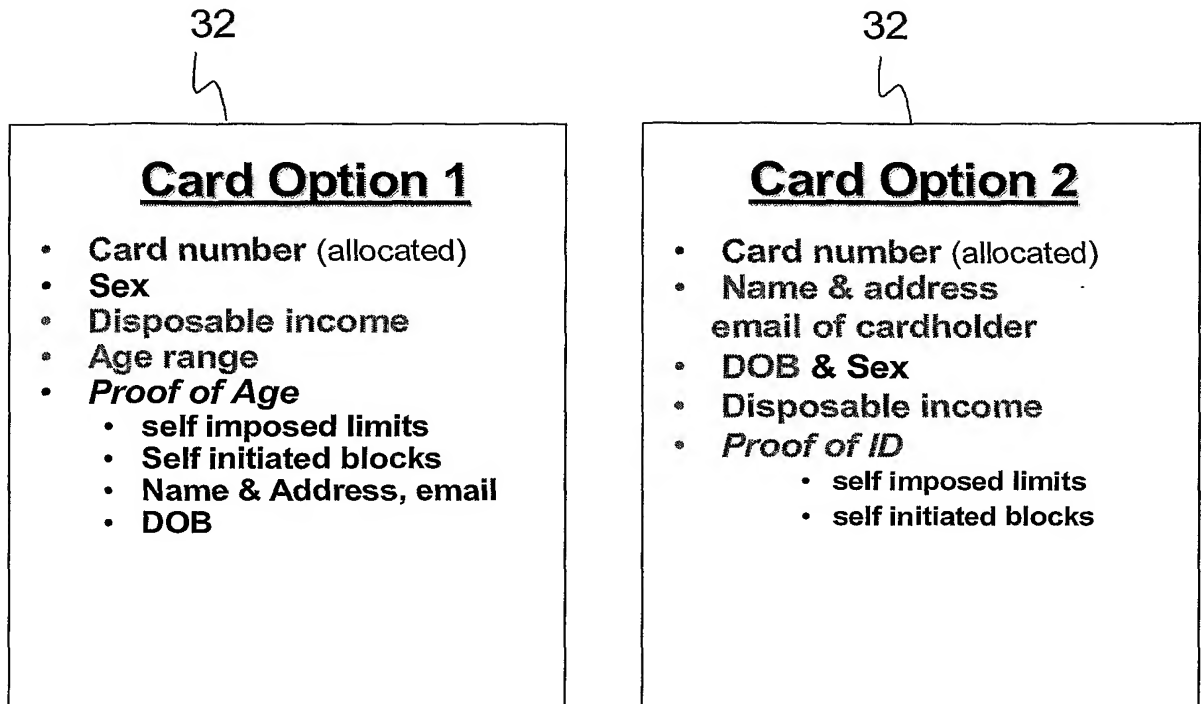 32
Card Option 1
• Card number (allocated)
• Sex
• Disposable income
• Age range
• Proof of Age
• self imposed limits
• Self initiated blocks
• Name & Address, email
• DOB
32
Card Option 2
• Card number (allocated)
• Name & address
email of cardholder
• DOB & Sex
• Disposable income
• Proof of ID
• self imposed limits
• self initiated blocks